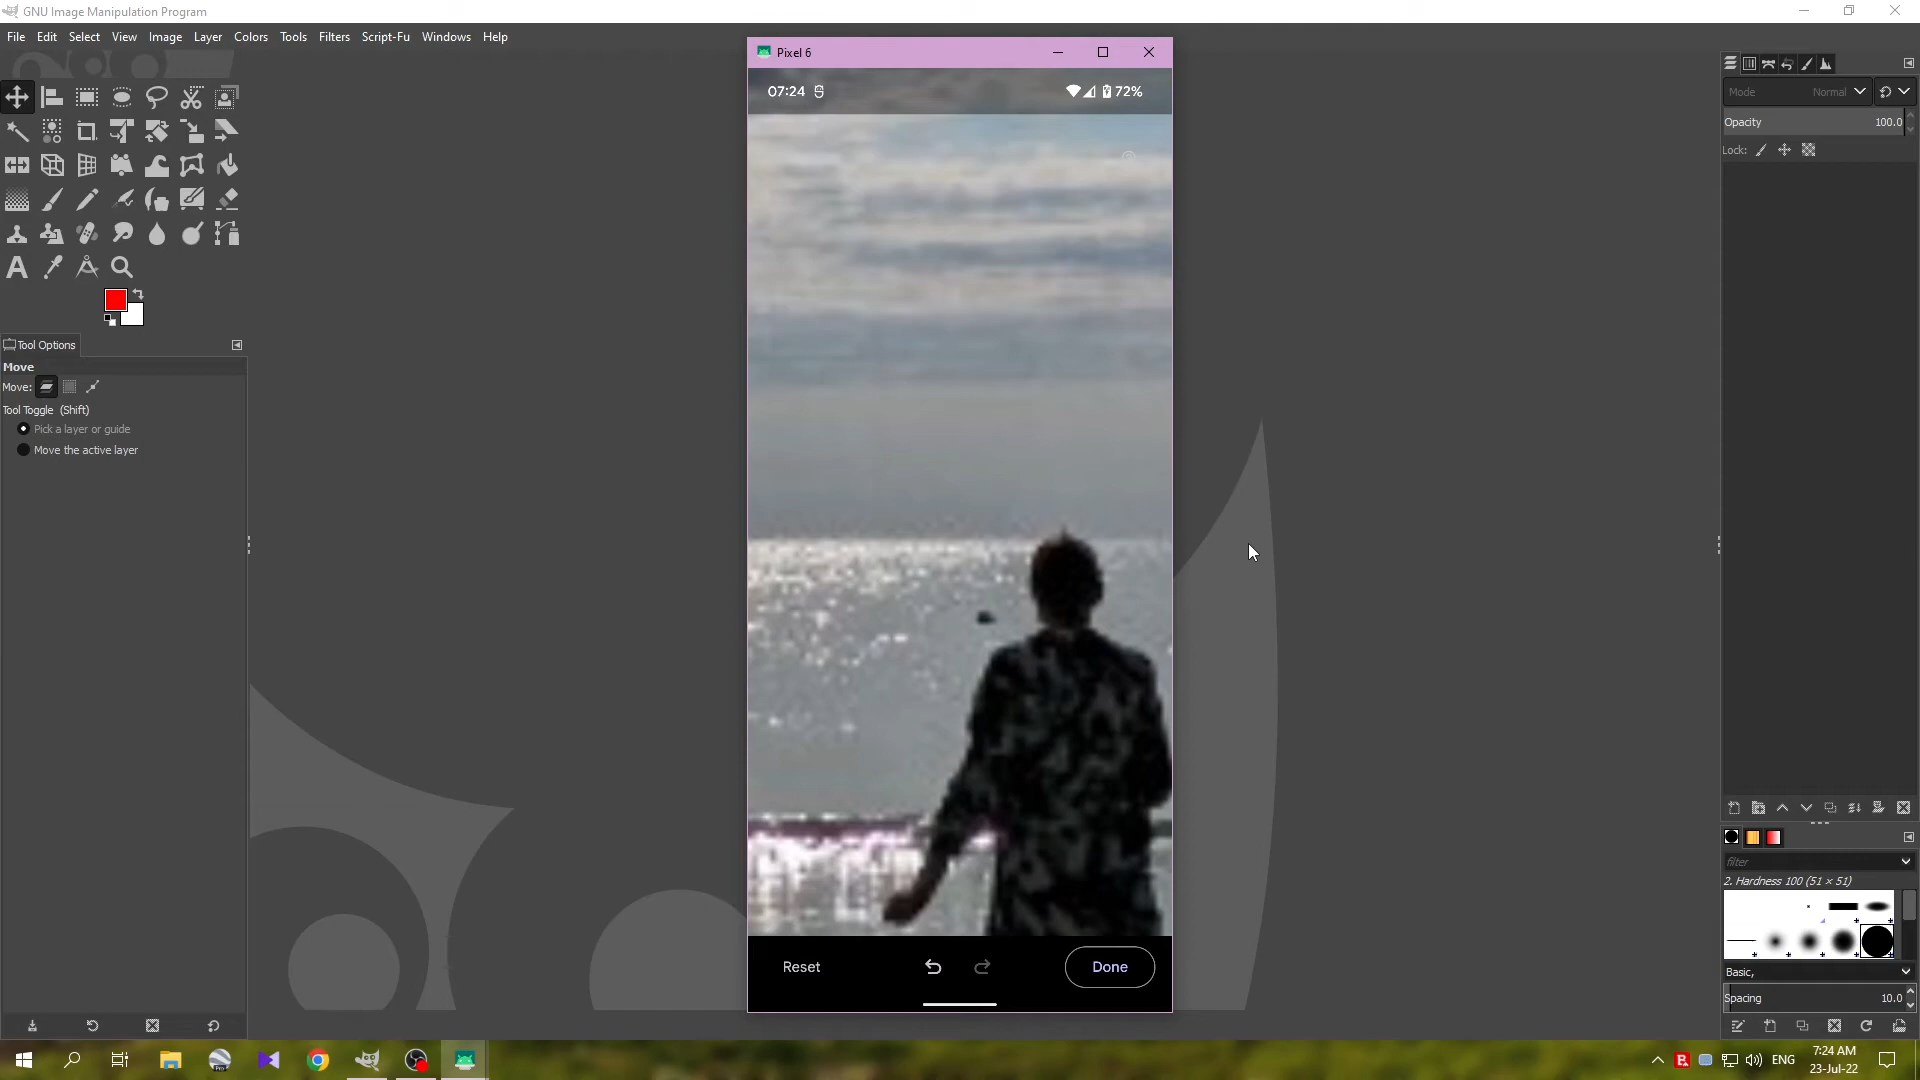 GNU Image Manipulation Program
File Edit Select View Image Layer Colors Tools Filters Script-Fu Windows Help
Pixel 6
07:24 72%
Mode Normal
Opacity 100.0
Lock:
Tool Options
Move
Move:
Tool Toggle (Shift)
Pick a layer or guide
Move the active layer
filter
2. Hardness 100 (51 × 51)
Basic,
Spacing 10.0
Reset Done
ENG
7:24 AM
23-Jul-22